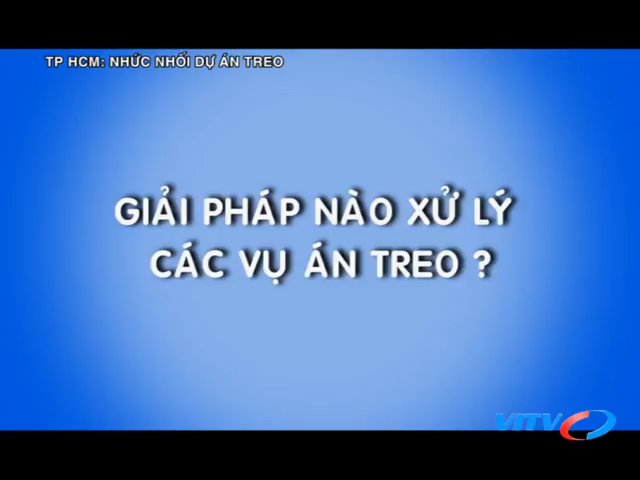 TP HCM: NHỨC NHỐI DỰ ÁN TREO
GIẢI PHÁP NÀO XỬ LÝ
CÁC VỤ ÁN TREO ?
VITV